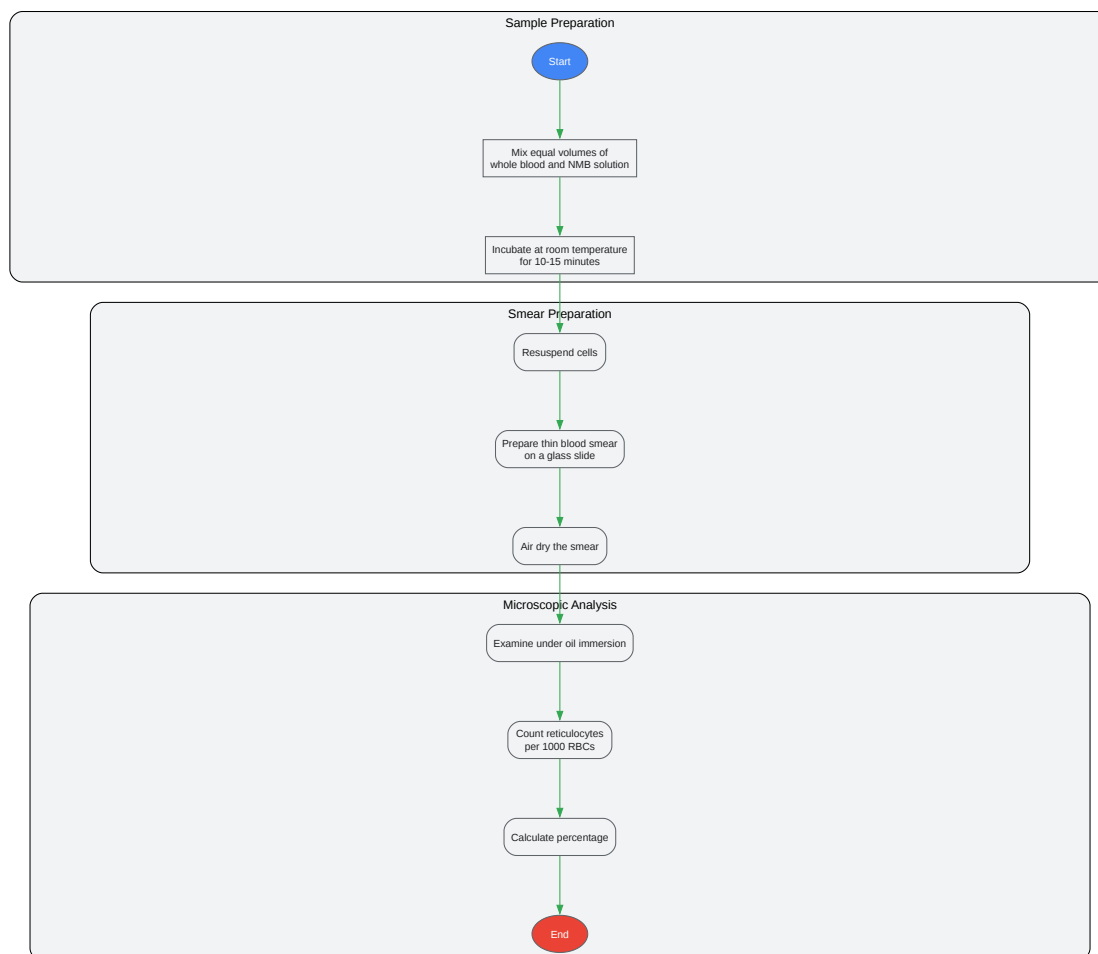 Sample Preparation
Start
Mix equal volumes of
whole blood and NMB solution
Incubate at room temperature
for 10-15 minutes
Smear Preparation
Resuspend cells
Prepare thin blood smear
on a glass slide
Air dry the smear
Microscopic Analysis
Examine under oil immersion
Count reticulocytes
per 1000 RBCs
Calculate percentage
End